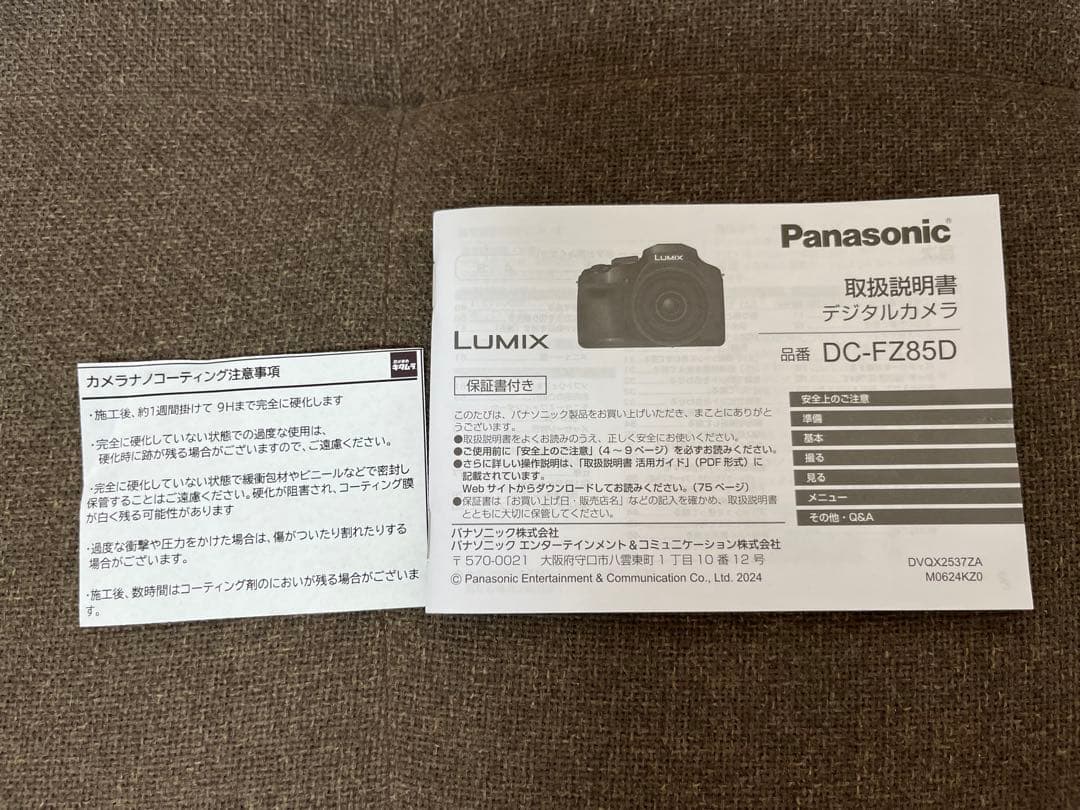 カメラナノコーティング注意事項
キタムラ
・施工後、約1週間掛けて 9Hまで完全に硬化します
・完全に硬化していない状態での過度な使用は、
硬化時に跡が残る場合がございますので、ご遠慮ください。
・完全に硬化していない状態で緩衝包材やビニールなどで密封し
保管することはご遠慮ください。硬化が阻害され、コーティング膜
が白く残る可能性があります
・過度な衝撃や圧力をかけた場合は、傷がついたり割れたりする
場合がございます。
・施工後、数時間はコーティング剤のにおいが残る場合がございま
す。
Panasonic®
LUMIX
取扱説明書
デジタルカメラ
品番 DC-FZ85D
LUMIX
保証書付き
このたびは、パナソニック製品をお買い上げいただき、まことにありがと
うございます。
●取扱説明書をよくお読みのうえ、正しく安全にお使いください。
●ご使用前に「安全上のご注意」(4～9ページ)を必ずお読みください。
●さらに詳しい操作説明は、「取扱説明書 活用ガイド」(PDF形式)に
記載されています。
Webサイトからダウンロードしてお読みください。(75ページ)
●保証書は「お買い上げ日・販売店名」などの記入を確かめ、取扱説明書
とともに大切に保管してください。
安全上のご注意
準備
基本
撮る
見る
メニュー
その他・Q&A
パナソニック株式会社
パナソニック エンターテインメント&コミュニケーション株式会社
〒570-0021 大阪府守口市八雲東町1丁目10番12号
© Panasonic Entertainment & Communication Co., Ltd. 2024
DVQX2537ZA
M0624KZ0